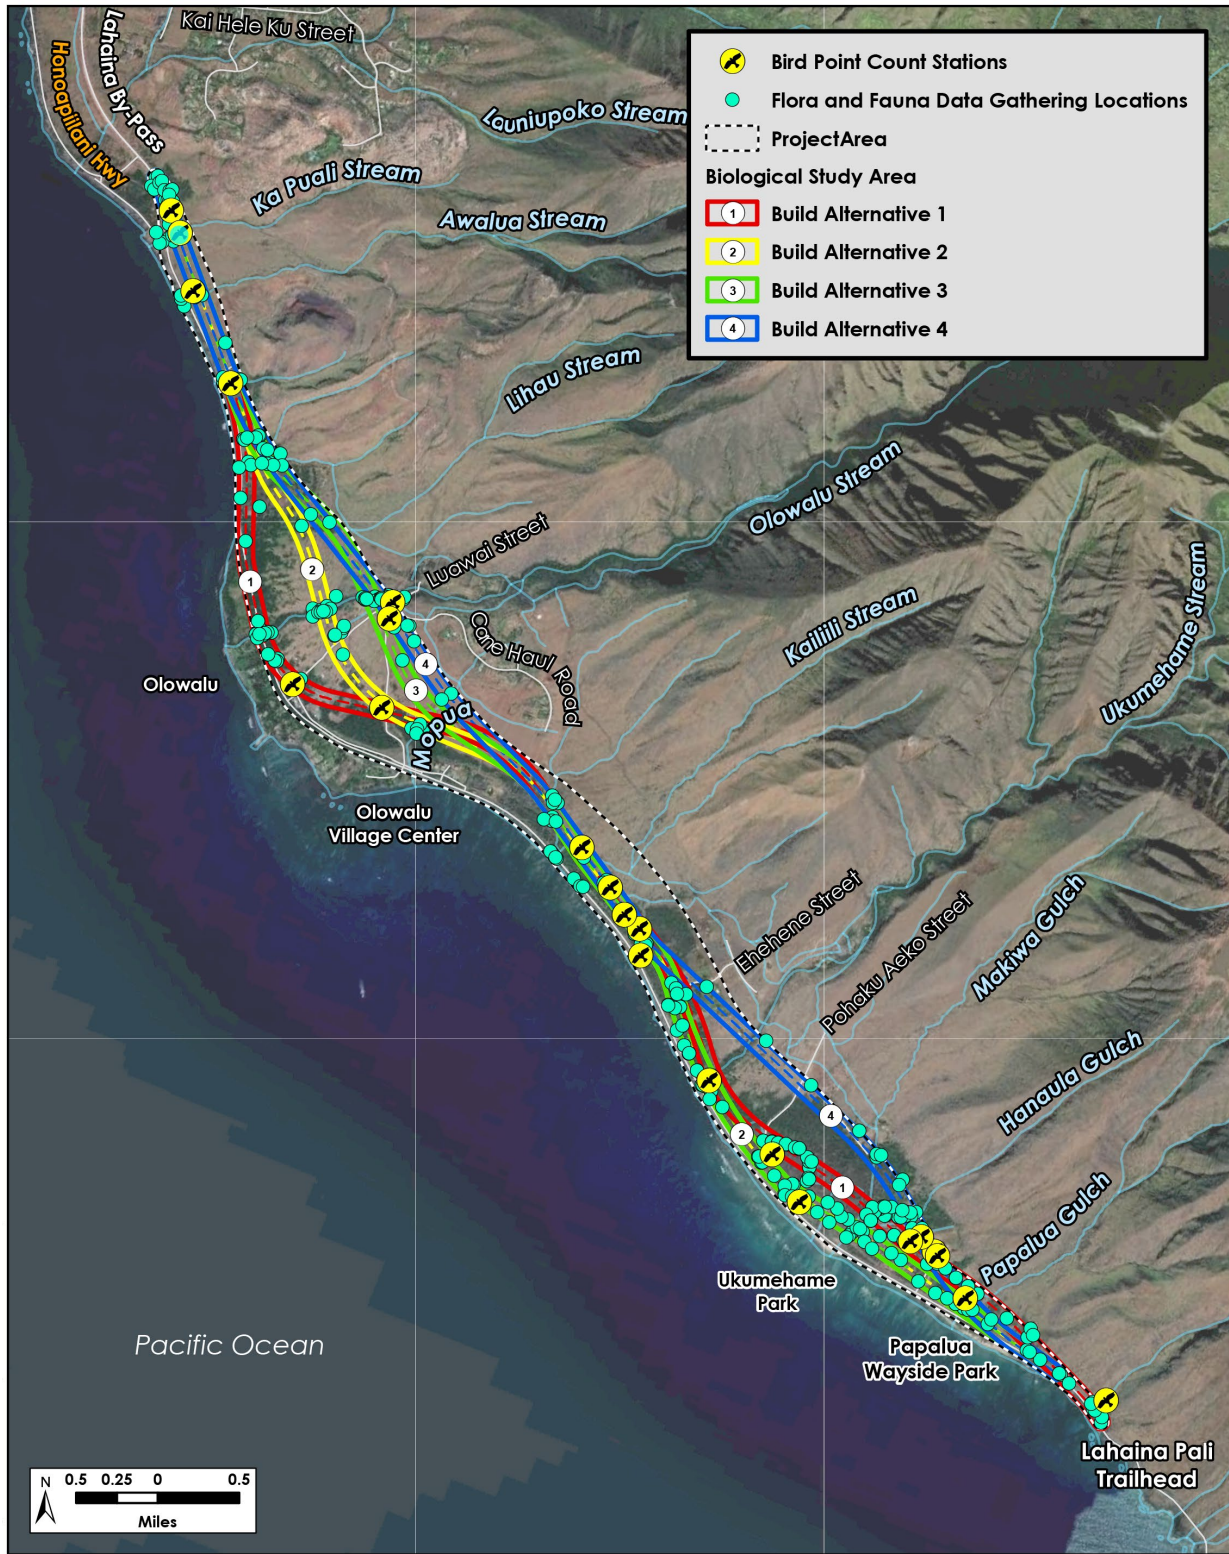 Kai Hele Ku Street
Lahaina By-Pass
Honoapiilani Hwy
Launiupoko Stream
Ka Puali Stream
Awalua Stream
Bird Point Count Stations
Flora and Fauna Data Gathering Locations
ProjectArea
Biological Study Area
1 Build Alternative 1
2 Build Alternative 2
3 Build Alternative 3
4 Build Alternative 4
Lihau Stream
Olowalu Stream
Luawai Street
2
1
Kailiili Stream
Ukumehame Stream
Cane Haul Road
4
3
Olowalu
Mopua
Olowalu
Village Center
Ehehene Street
Pohaku Aeko Street
Makiwa Gulch
Hanaula Gulch
4
2
1
Papalua Gulch
Ukumehame
Park
Pacific Ocean
Papalua
Wayside Park
Lahaina Pali
Trailhead
N
0.5 0.25 0 0.5
Miles